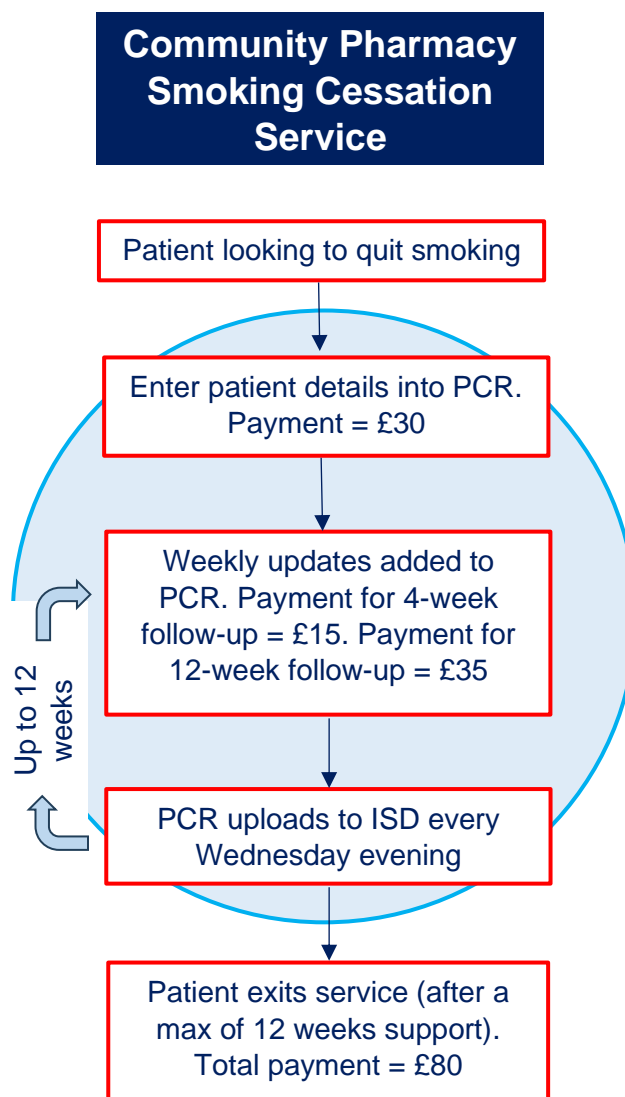 Community Pharmacy
Smoking Cessation
Service
Patient looking to quit smoking
Enter patient details into PCR.
Payment = £30
Weekly updates added to
PCR. Payment for 4-week
follow-up = £15. Payment for
12-week follow-up = £35
Up to 12
weeks
PCR uploads to ISD every
Wednesday evening
Patient exits service (after a
max of 12 weeks support).
Total payment = £80